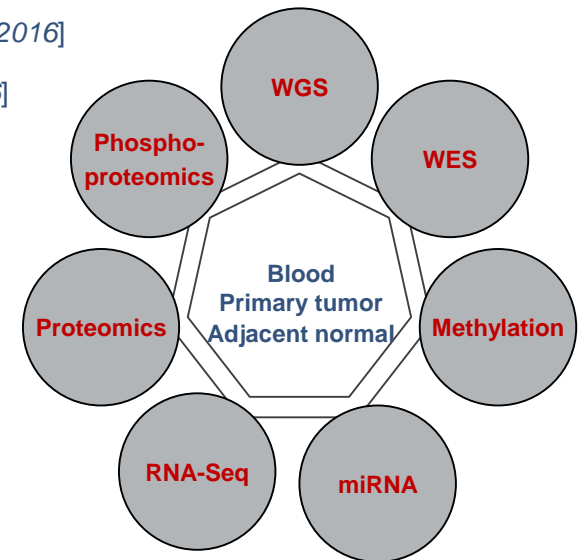 2016]
]
WGS
Phospho-
proteomics
WES
Blood
Primary tumor
Adjacent normal
Proteomics
Methylation
RNA-Seq
miRNA